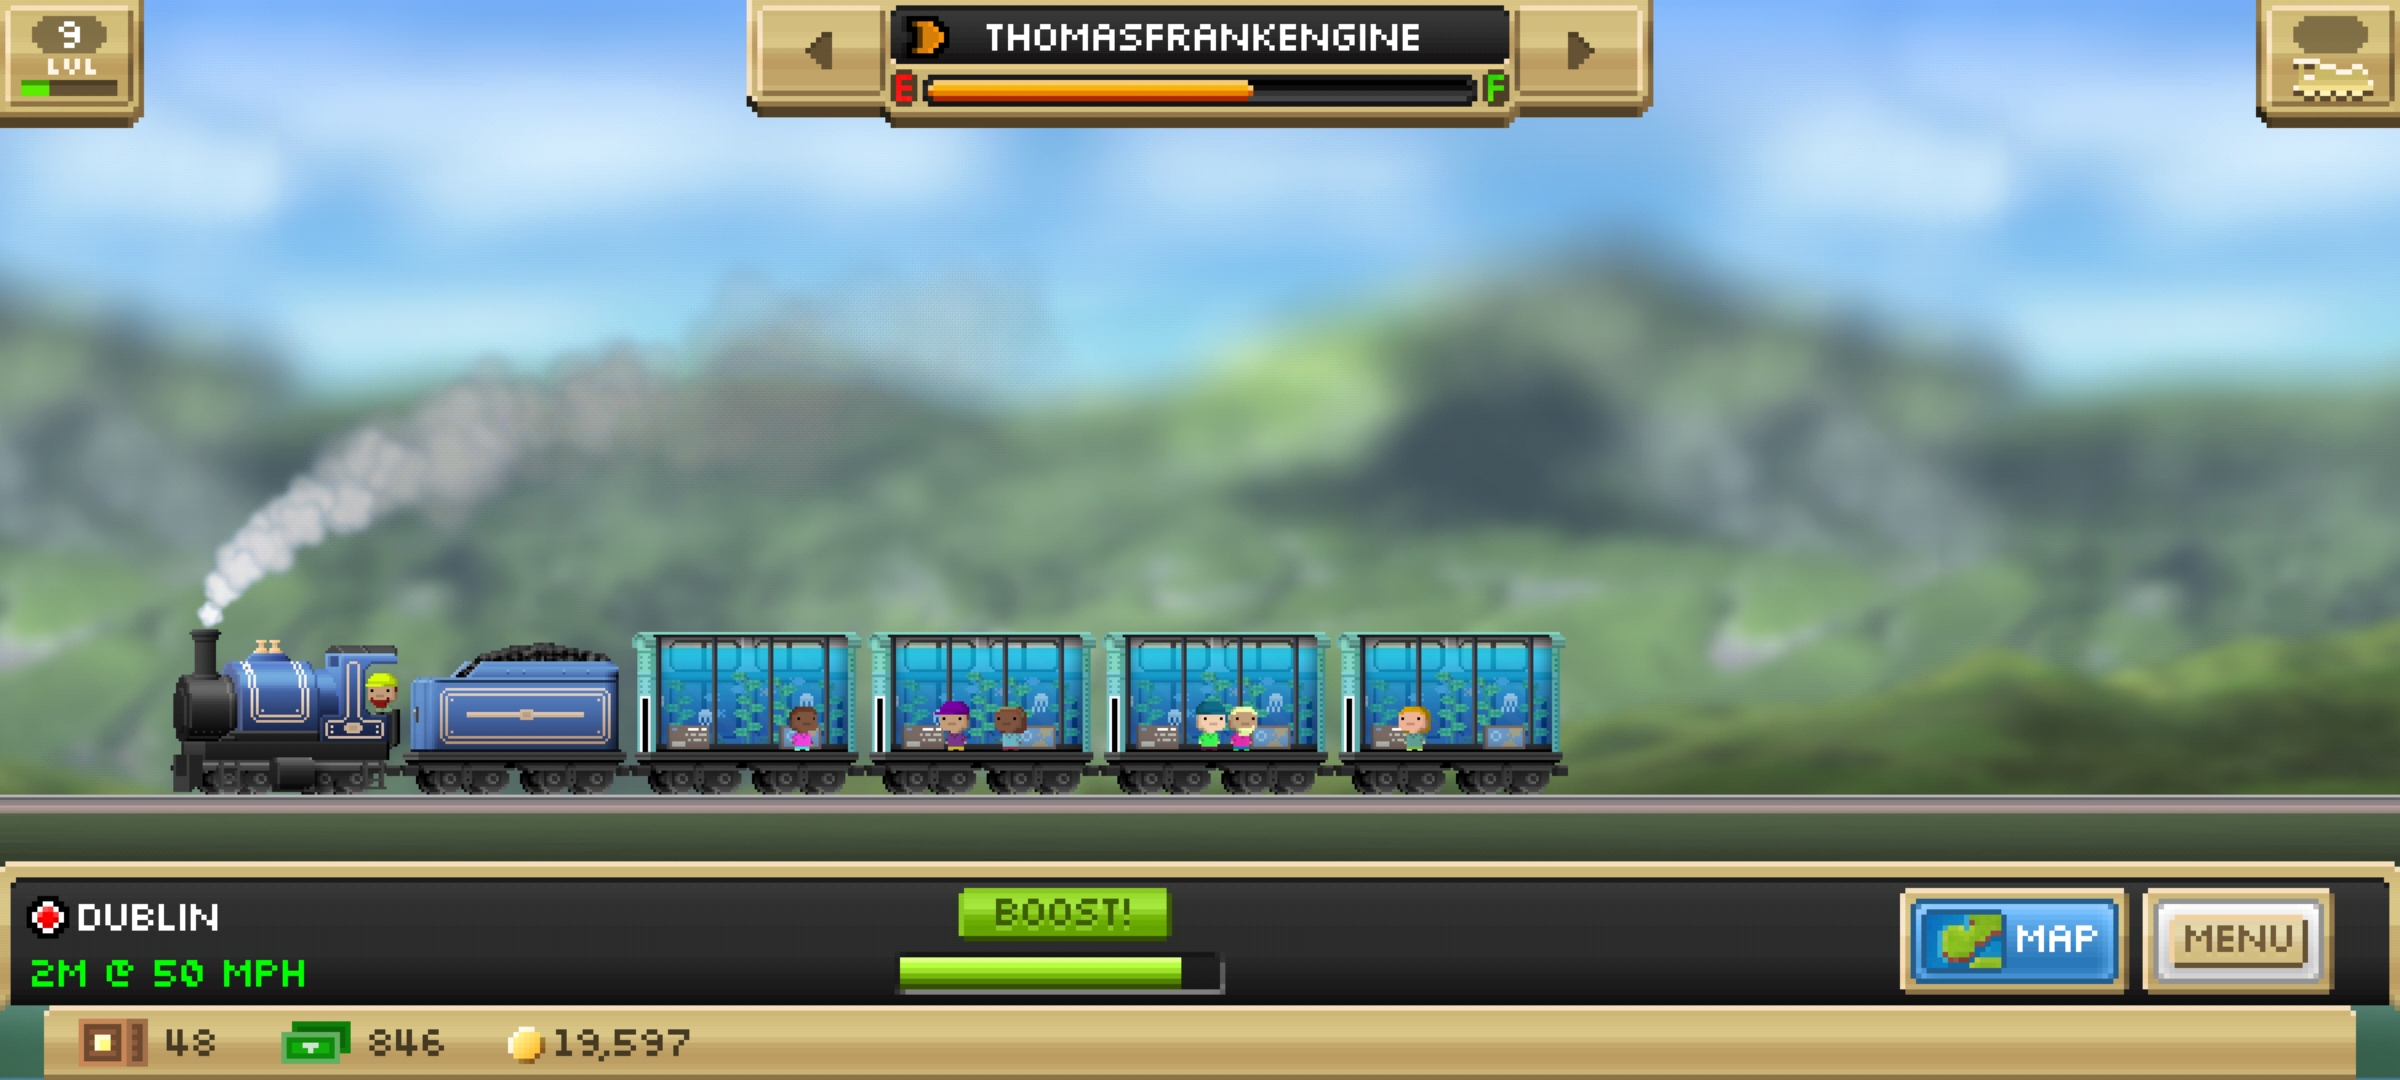 9
LVL
THOMASFRANKENGINE
E F
DUBLIN
2M @ 50 MPH
BOOST!
MAP
MENU
48 846 19,597